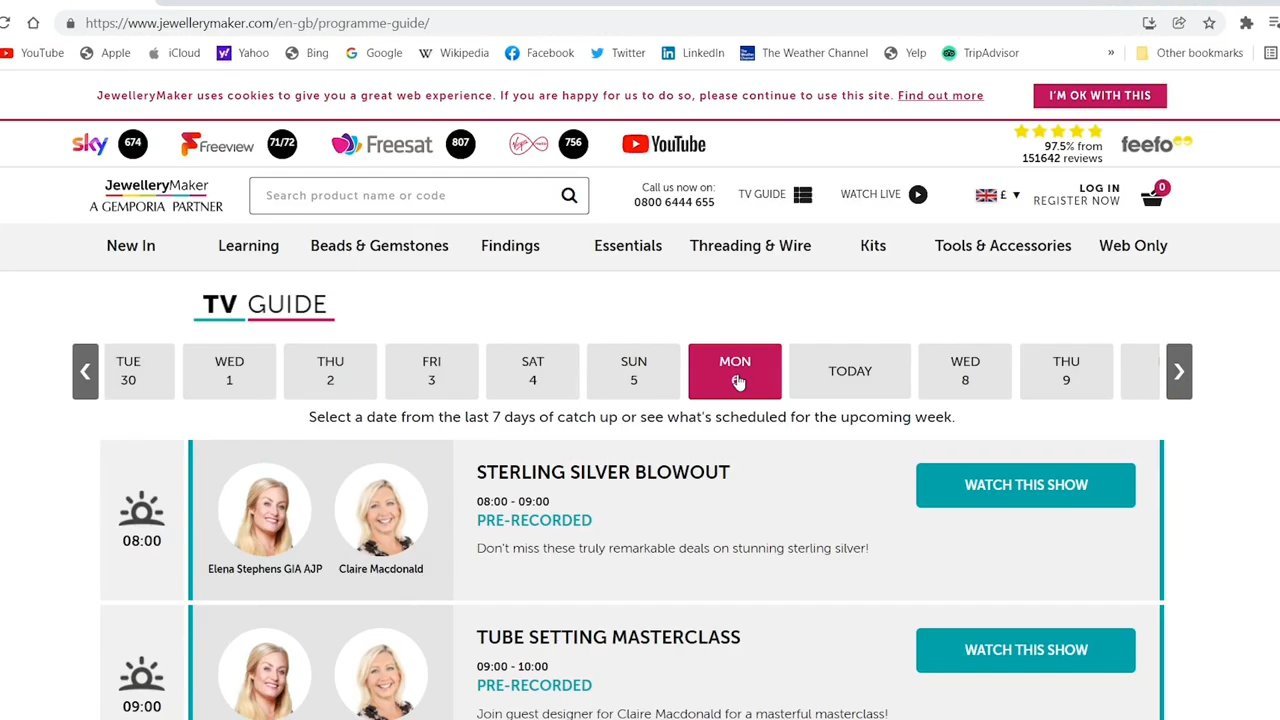 https://www.jewellerymaker.com/en-gb/programme-guide/
YouTube Apple iCloud Yahoo Bing Google Wikipedia Facebook Twitter LinkedIn The Weather Channel Yelp TripAdvisor » Other bookmarks
JewelleryMaker uses cookies to give you a great web experience. If you are happy for us to do so, please continue to use this site. Find out more
I'M OK WITH THIS
sky 674 Freeview 71/72 Freesat 807 756 YouTube
97.5% from
151642 reviews
feefo
JewelleryMaker
A GEMPORIA PARTNER
Search product name or code
Call us now on:
0800 6444 655
TV GUIDE
WATCH LIVE
£ ▼
LOG IN
REGISTER NOW
0
New In Learning Beads & Gemstones Findings Essentials Threading & Wire Kits Tools & Accessories Web Only
TV GUIDE
TUE
30
WED
1
THU
2
FRI
3
SAT
4
SUN
5
MON
TODAY
WED
8
THU
9
Select a date from the last 7 days of catch up or see what's scheduled for the upcoming week.
08:00
Elena Stephens GIA AJP
Claire Macdonald
STERLING SILVER BLOWOUT
08:00 - 09:00
PRE-RECORDED
Don't miss these truly remarkable deals on stunning sterling silver!
WATCH THIS SHOW
09:00
TUBE SETTING MASTERCLASS
09:00 - 10:00
PRE-RECORDED
Join guest designer for Claire Macdonald for a masterful masterclass!
WATCH THIS SHOW